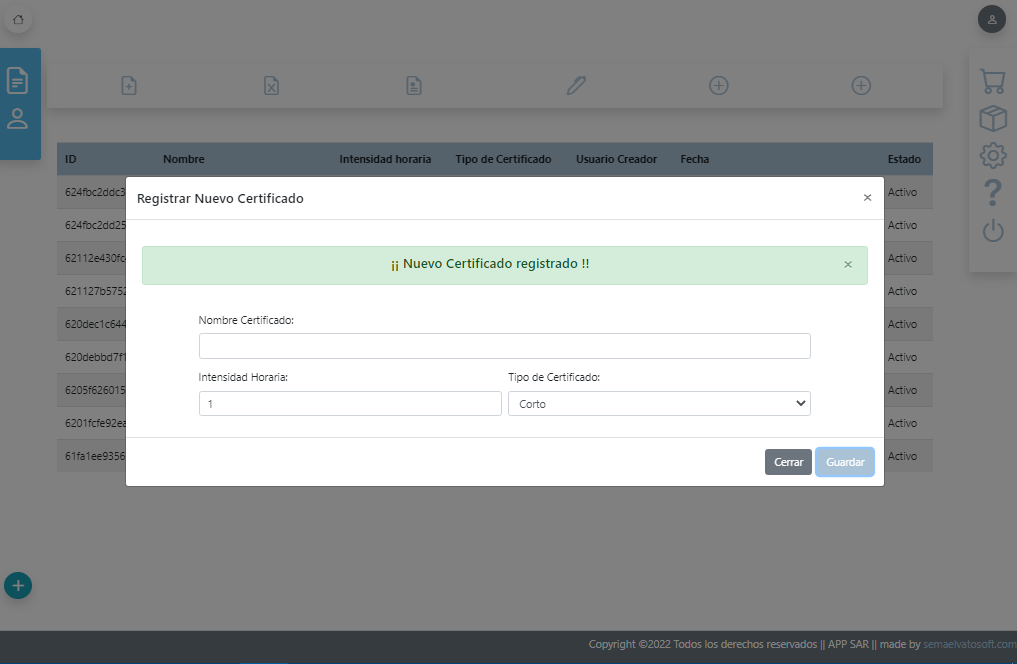 ID Nombre Intensidad horaria Tipo de Certificado Usuario Creador Fecha Estado
624fbc2ddc3 Activo
Registrar Nuevo Certificado ×
624fbc2dd25 Activo
62112e430fc Activo
¡¡ Nuevo Certificado registrado !! ×
621127b5752 Activo
Nombre Certificado:
620dec1c644 Activo
620debbd7f1 Activo
Intensidad Horaria: Tipo de Certificado:
6205f626015 Activo
1 Corto
6201fcfe92ea Activo
61fa1ee9356 Activo
Cerrar Guardar
Copyright ©2022 Todos los derechos reservados || APP SAR || made by semaelvatosoft.com